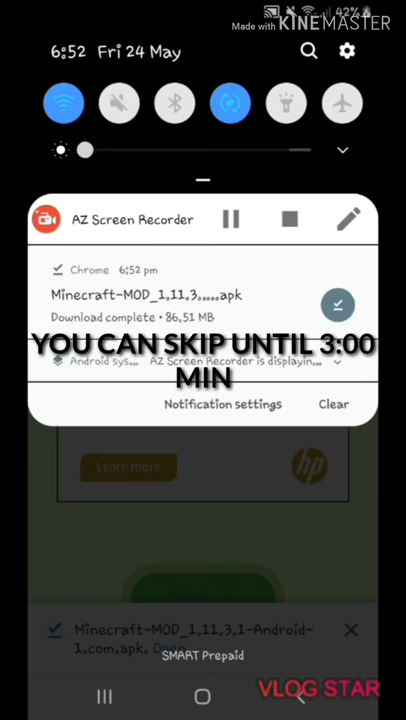 42%
Made with KINEMASTER
6:52 Fri 24 May
AZ Screen Recorder
Chrome 6:52 pm
Minecraft-MOD_1.11.3.....apk
Download complete • 86.51 MB
YOU CAN SKIP UNTIL 3:00
MIN
Android sys... AZ Screen Recorder is displayin...
Notification settings Clear
Learn more
hp
Minecraft-MOD_1.11.3.1-Android-
1.com.apk. Open
SMART Prepaid
VLOG STAR